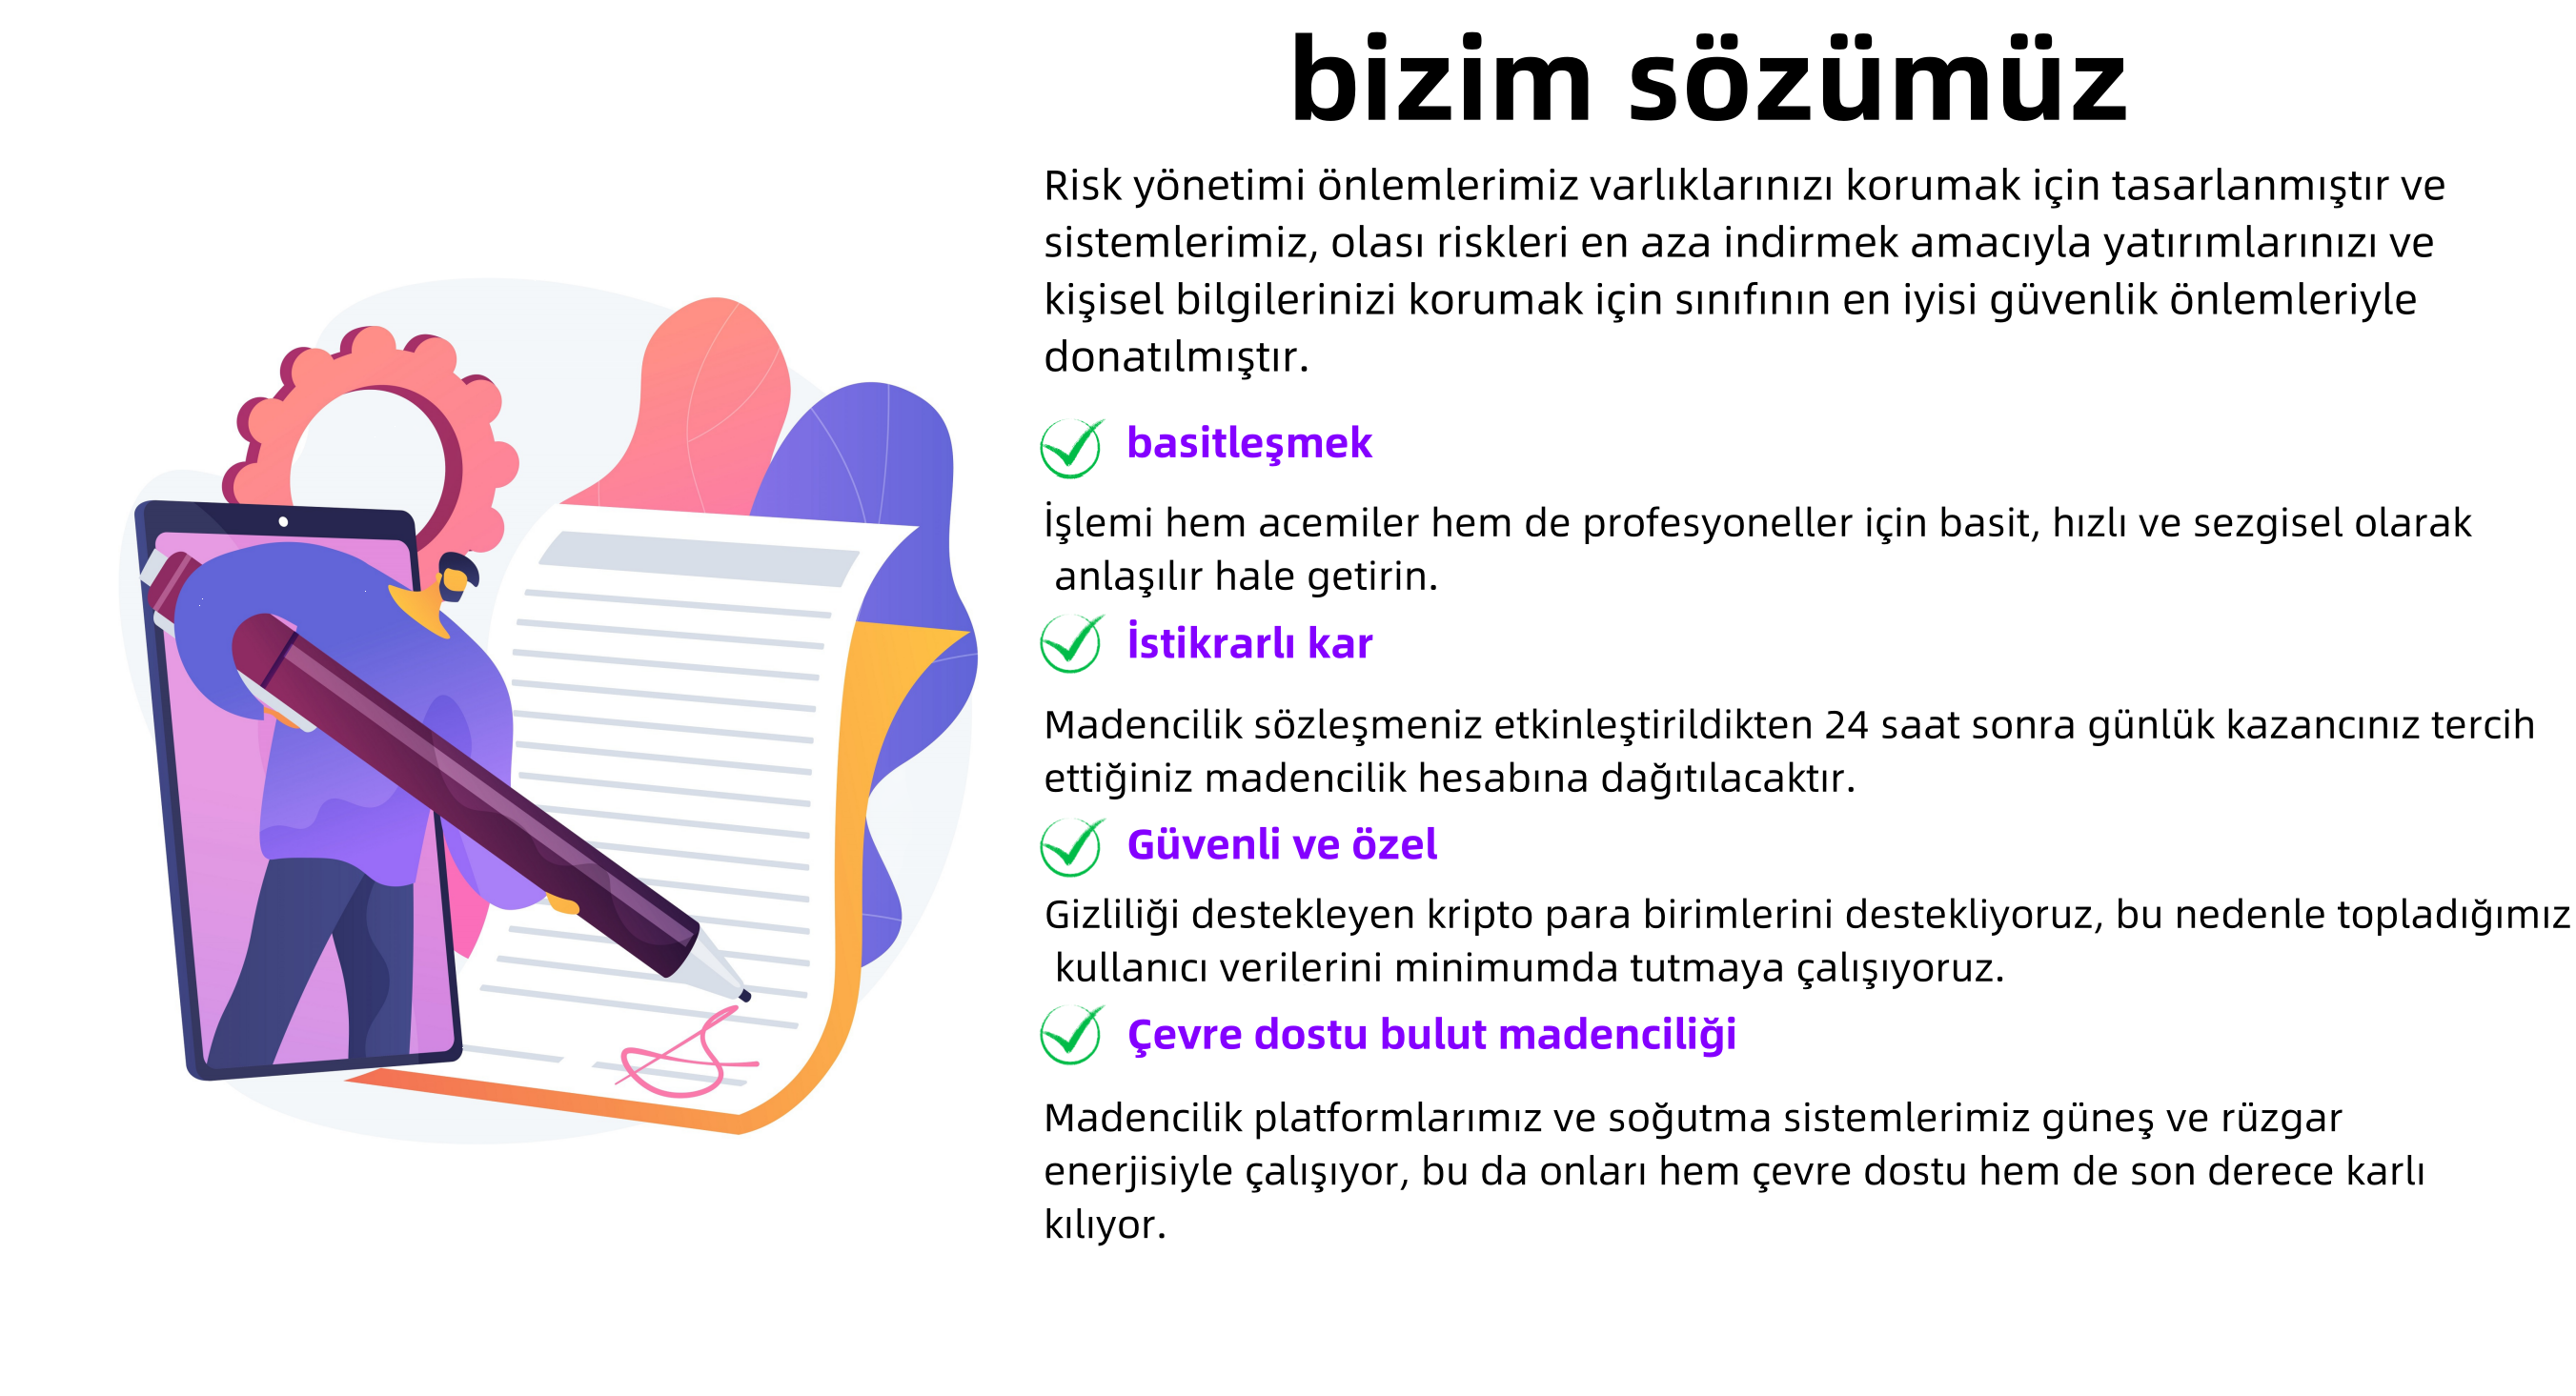 bizim sözümüz
Risk yönetimi önlemlerimiz varlıklarınızı korumak için tasarlanmıştır ve
sistemlerimiz, olası riskleri en aza indirmek amacıyla yatırımlarınızı ve
kişisel bilgilerinizi korumak için sınıfının en iyisi güvenlik önlemleriyle
donatılmıştır.
basitleşmek
İşlemi hem acemiler hem de profesyoneller için basit, hızlı ve sezgisel olarak
anlaşılır hale getirin.
İstikrarlı kar
Madencilik sözleşmeniz etkinleştirildikten 24 saat sonra günlük kazancınız tercih
ettiğiniz madencilik hesabına dağıtılacaktır.
Güvenli ve özel
Gizliliği destekleyen kripto para birimlerini destekliyoruz, bu nedenle topladığımız
kullanıcı verilerini minimumda tutmaya çalışıyoruz.
Çevre dostu bulut madenciliği
Madencilik platformlarımız ve soğutma sistemlerimiz güneş ve rüzgar
enerjisiyle çalışıyor, bu da onları hem çevre dostu hem de son derece karlı
kılıyor.